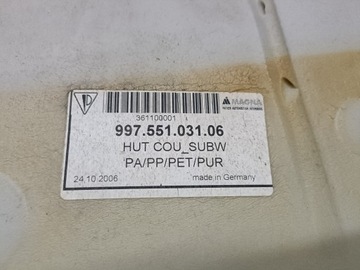 MAGNA
361100001
997.551.031.06
HUT COU_SUBW
PA/PP/PET/PUR
24.10.2006
made in Germany